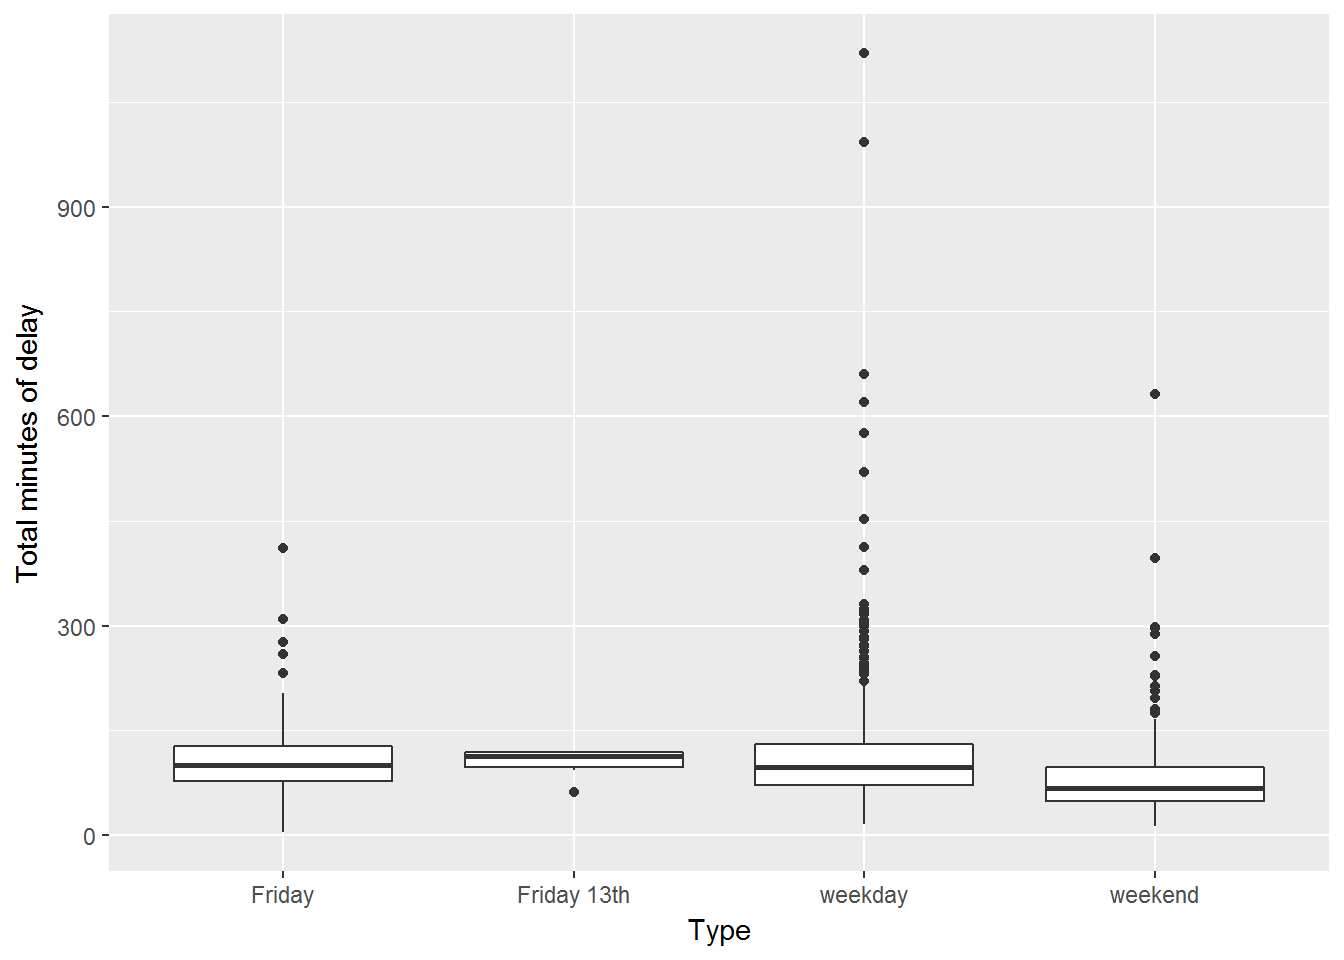 Total minutes of delay
900
600
300
0
Friday
Friday 13th
weekday
weekend
Type